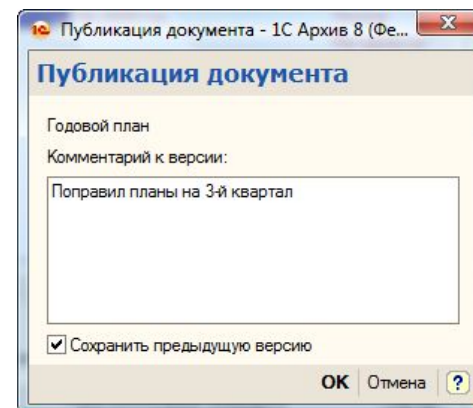 Публикация документа - 1С Архив 8 (Фе...
Публикация документа
Годовой план
Комментарий к версии:
Поправил планы на 3-й квартал
Сохранить предыдущую версию
OK Отмена ?